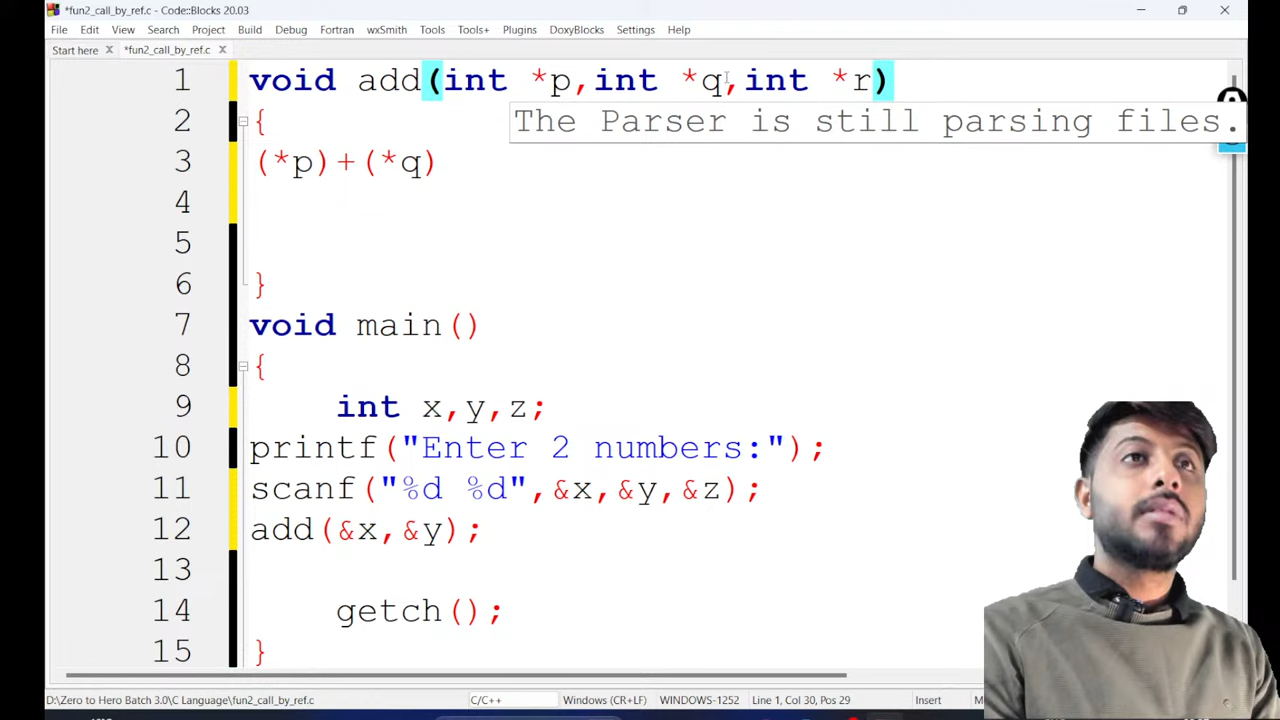 *fun2_call_by_ref.c - Code::Blocks 20.03
File Edit View Search Project Build Debug Fortran wxSmith Tools Tools+ Plugins DoxyBlocks Settings Help
Start here *fun2_call_by_ref.c
1 void add(int *p,int *q,int *r)
2 {
The Parser is still parsing files.
3 (*p)+(*q)
4
5
6 }
7 void main()
8 {
9 int x,y,z;
10 printf("Enter 2 numbers:");
11 scanf("%d %d",&x,&y,&z);
12 add(&x,&y);
13
14 getch();
15 }
D:\Zero to Hero Batch 3.0\C Language\fun2_call_by_ref.c C/C++ Windows (CR+LF) WINDOWS-1252 Line 1, Col 30, Pos 29 Insert